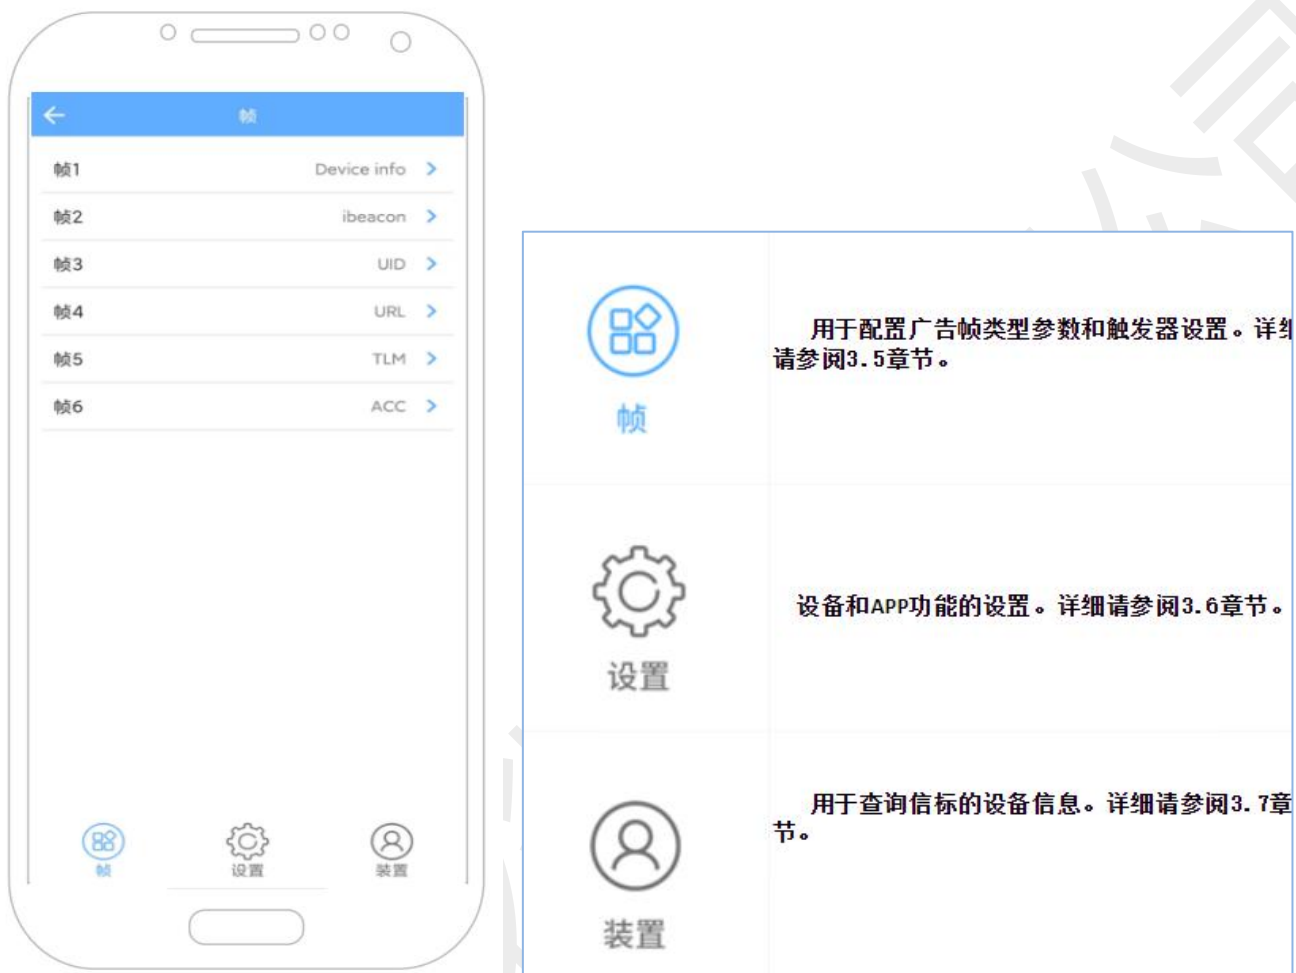 帧
帧1 Device info
帧2 ibeacon
帧3 UID
帧4 URL
帧5 TLM
帧6 ACC
帧 设置 装置
用于配置广告帧类型参数和触发器设置。详细
请参阅3.5章节。
帧
设备和APP功能的设置。详细请参阅3.6章节。
设置
用于查询信标的设备信息。详细请参阅3.7章
节。
装置
公司